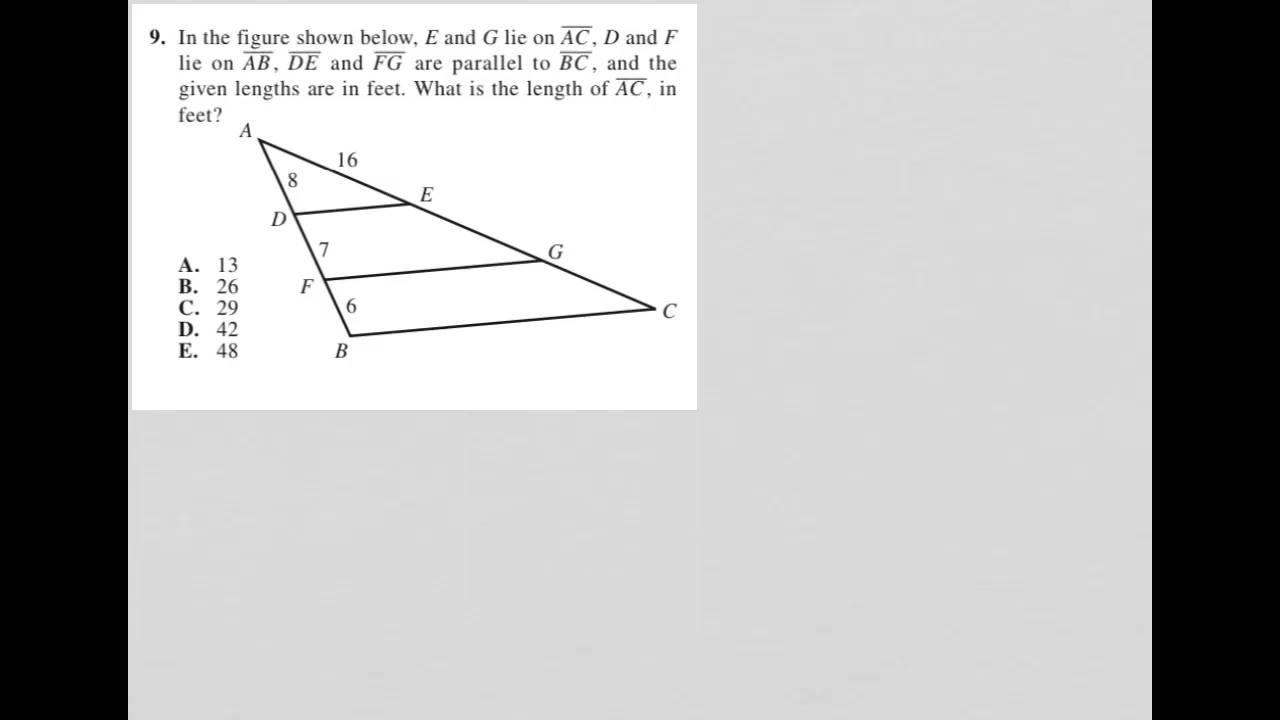 9. In the figure shown below, E and G lie on AC, D and F
lie on AB, DE and FG are parallel to BC, and the
given lengths are in feet. What is the length of AC, in
feet?
A
16
8
E
D
7
G
F
6
C
B
A. 13
B. 26
C. 29
D. 42
E. 48